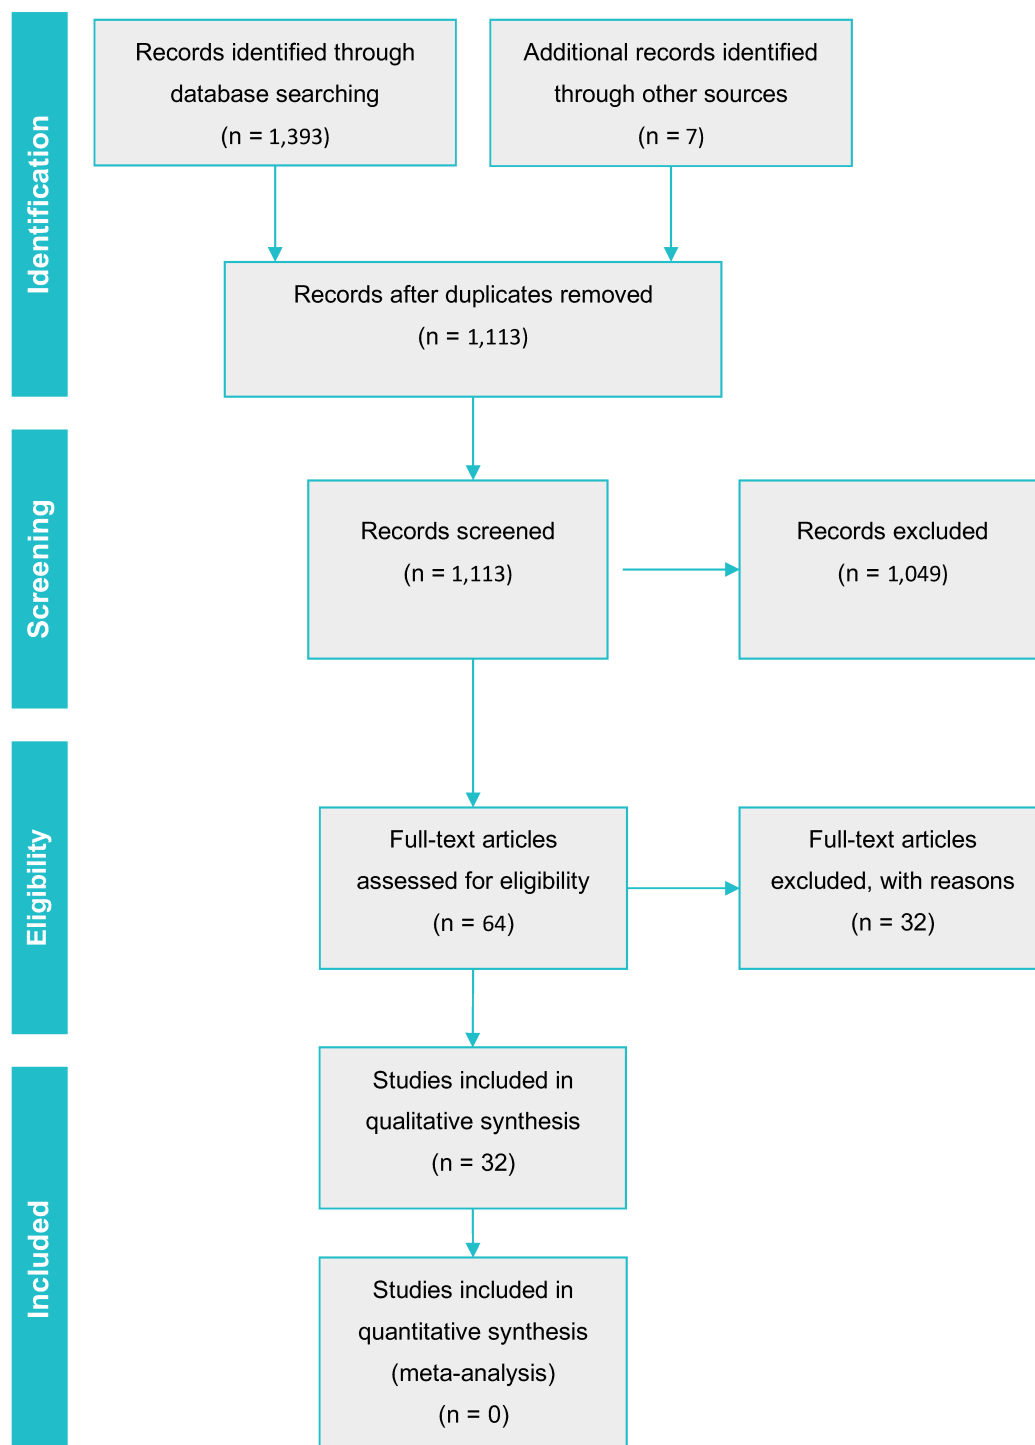 Identification
Records identified through
database searching
(n = 1,393)
Additional records identified
through other sources
(n = 7)
Records after duplicates removed
(n = 1,113)
Screening
Records screened
(n = 1,113)
Records excluded
(n = 1,049)
Eligibility
Full-text articles
assessed for eligibility
(n = 64)
Full-text articles
excluded, with reasons
(n = 32)
Included
Studies included in
qualitative synthesis
(n = 32)
Studies included in
quantitative synthesis
(meta-analysis)
(n = 0)